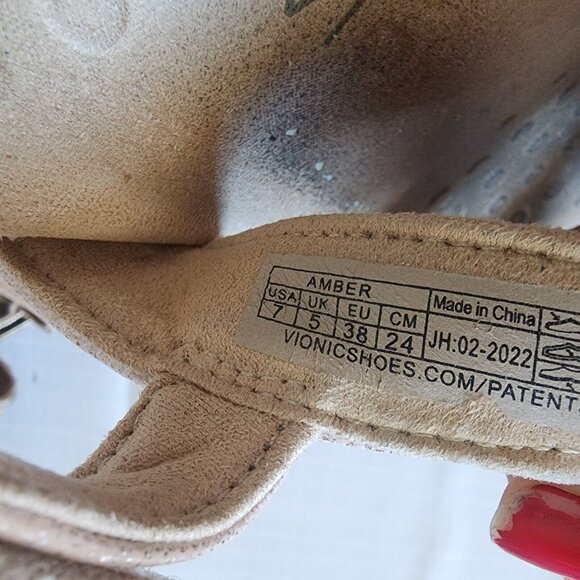 AMBER
USA UK EU CM
7 5 38 24
Made in China
JH:02-2022
VIONICSHOES.COM/PATENT